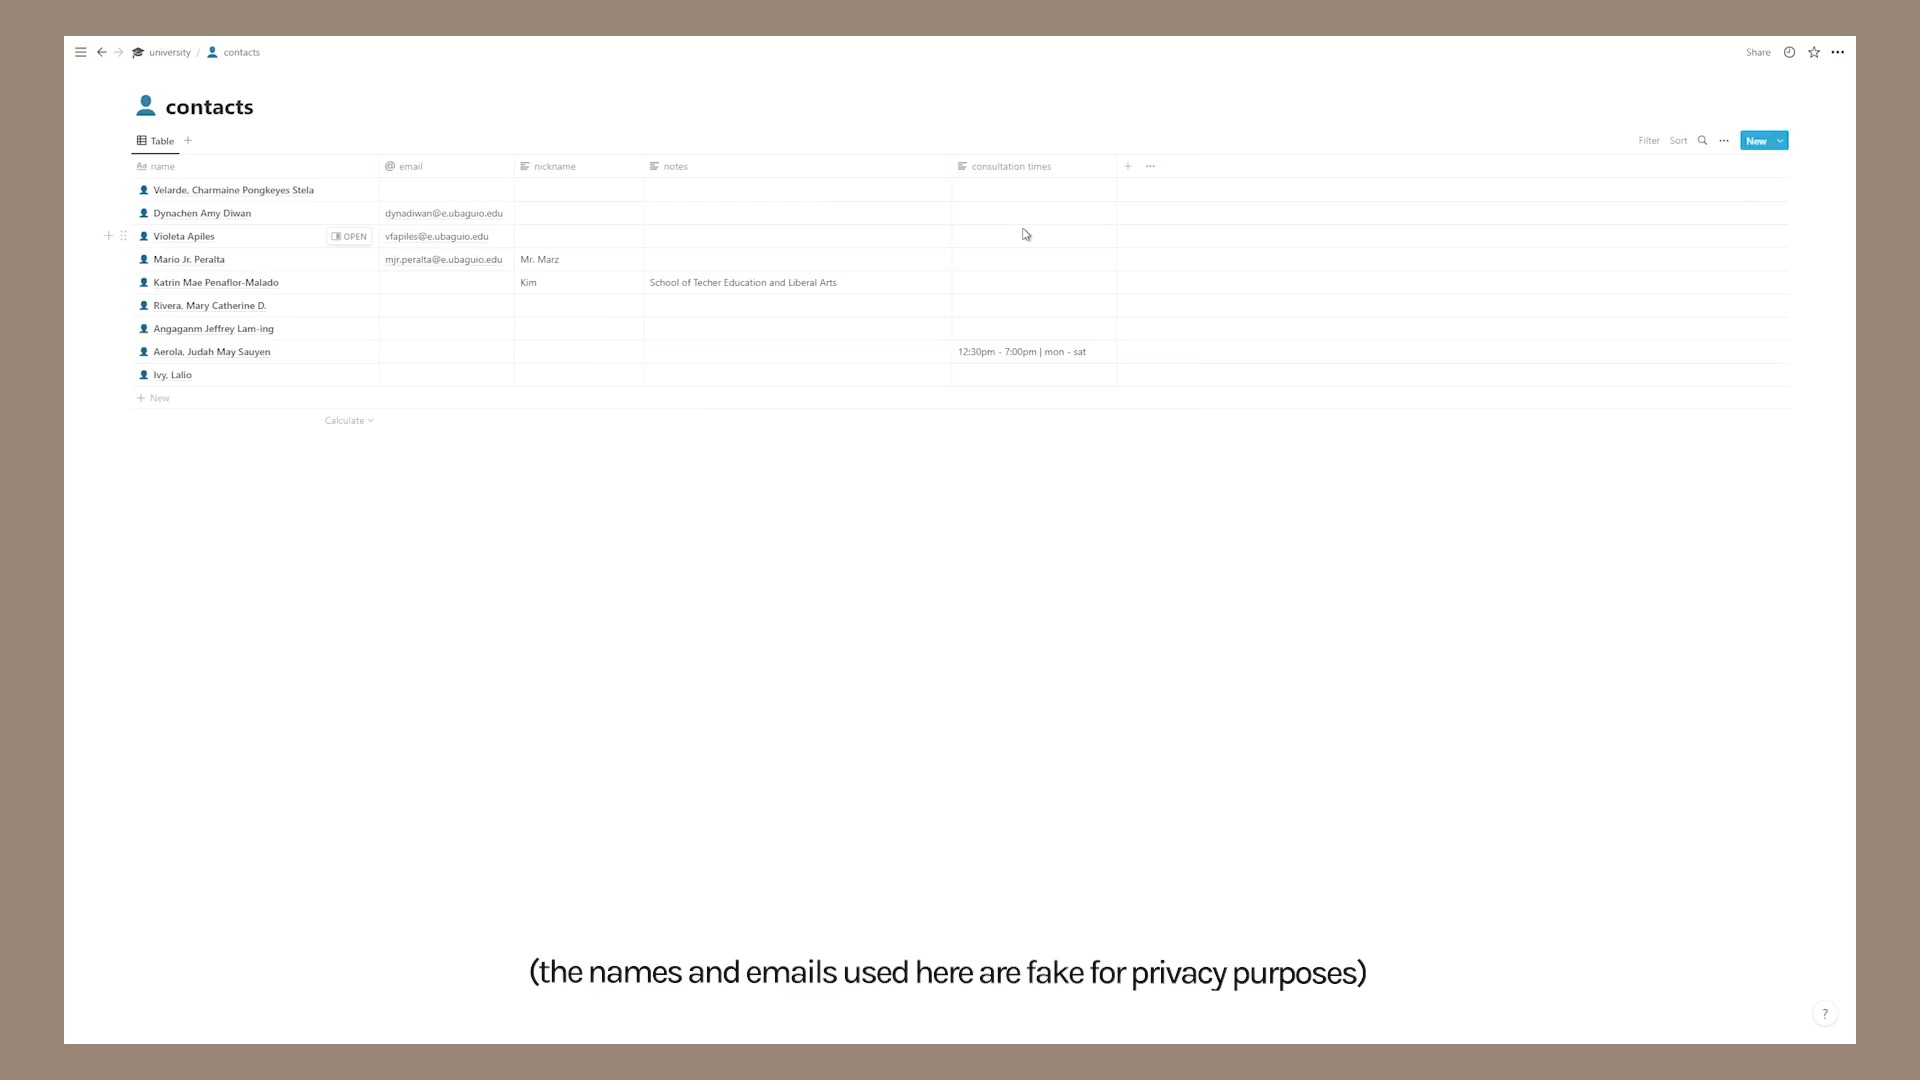 university / contacts Share
contacts
Table Filter Sort New
Aa name @ email nickname notes consultation times
Velarde, Charmaine Pongkeyes Stela
Dynachen Amy Diwan dynadiwan@e.ubaguio.edu
Violeta Apiles OPEN vfapiles@e.ubaguio.edu
Mario Jr. Peralta mjr.peralta@e.ubaguio.edu Mr. Marz
Katrin Mae Penaflor-Malado Kim School of Techer Education and Liberal Arts
Rivera, Mary Catherine D.
Angaganm Jeffrey Lam-ing
Aerola, Judah May Sauyen 12:30pm - 7:00pm | mon - sat
Ivy, Lalio
+ New
Calculate
(the names and emails used here are fake for privacy purposes)
?